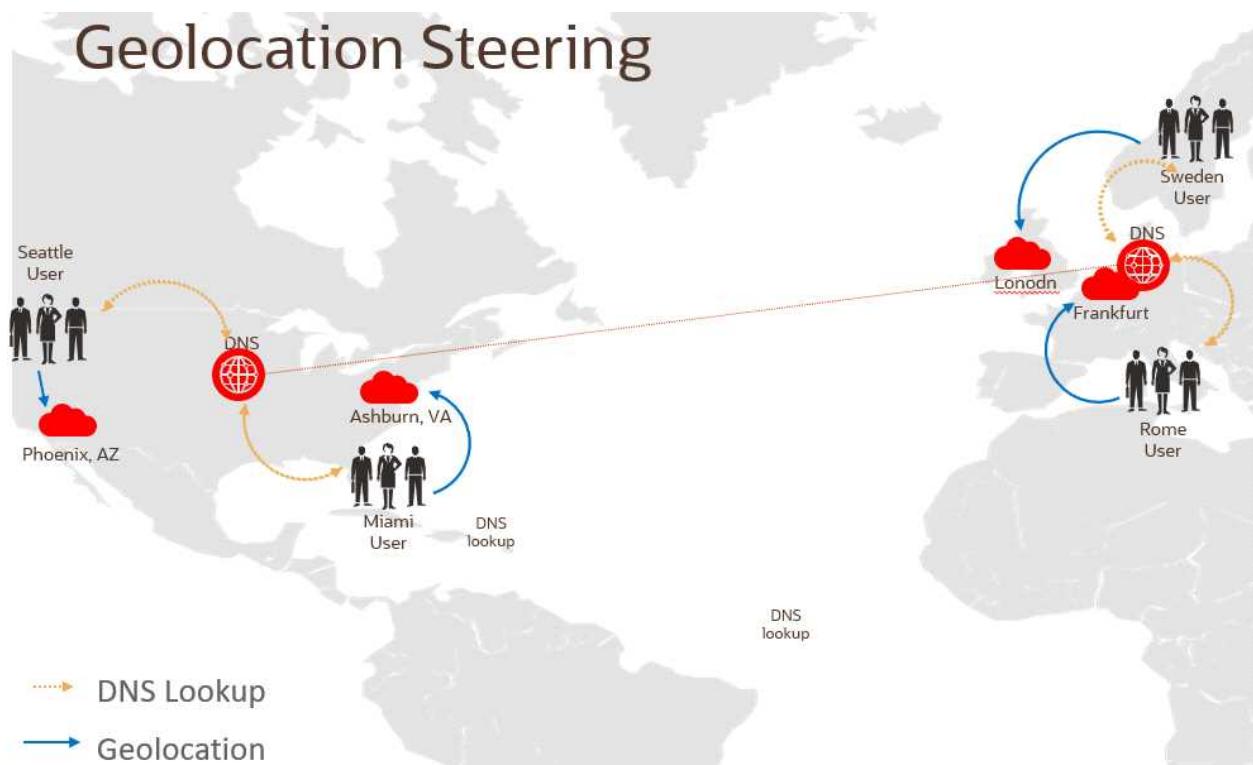 Geolocation Steering
Sweden
User
DNS
Lonodn
Frankfurt
Seattle
User
DNS
Ashburn, VA
Phoenix, AZ
Rome
User
Miami
User
DNS
lookup
DNS
lookup
DNS Lookup
Geolocation